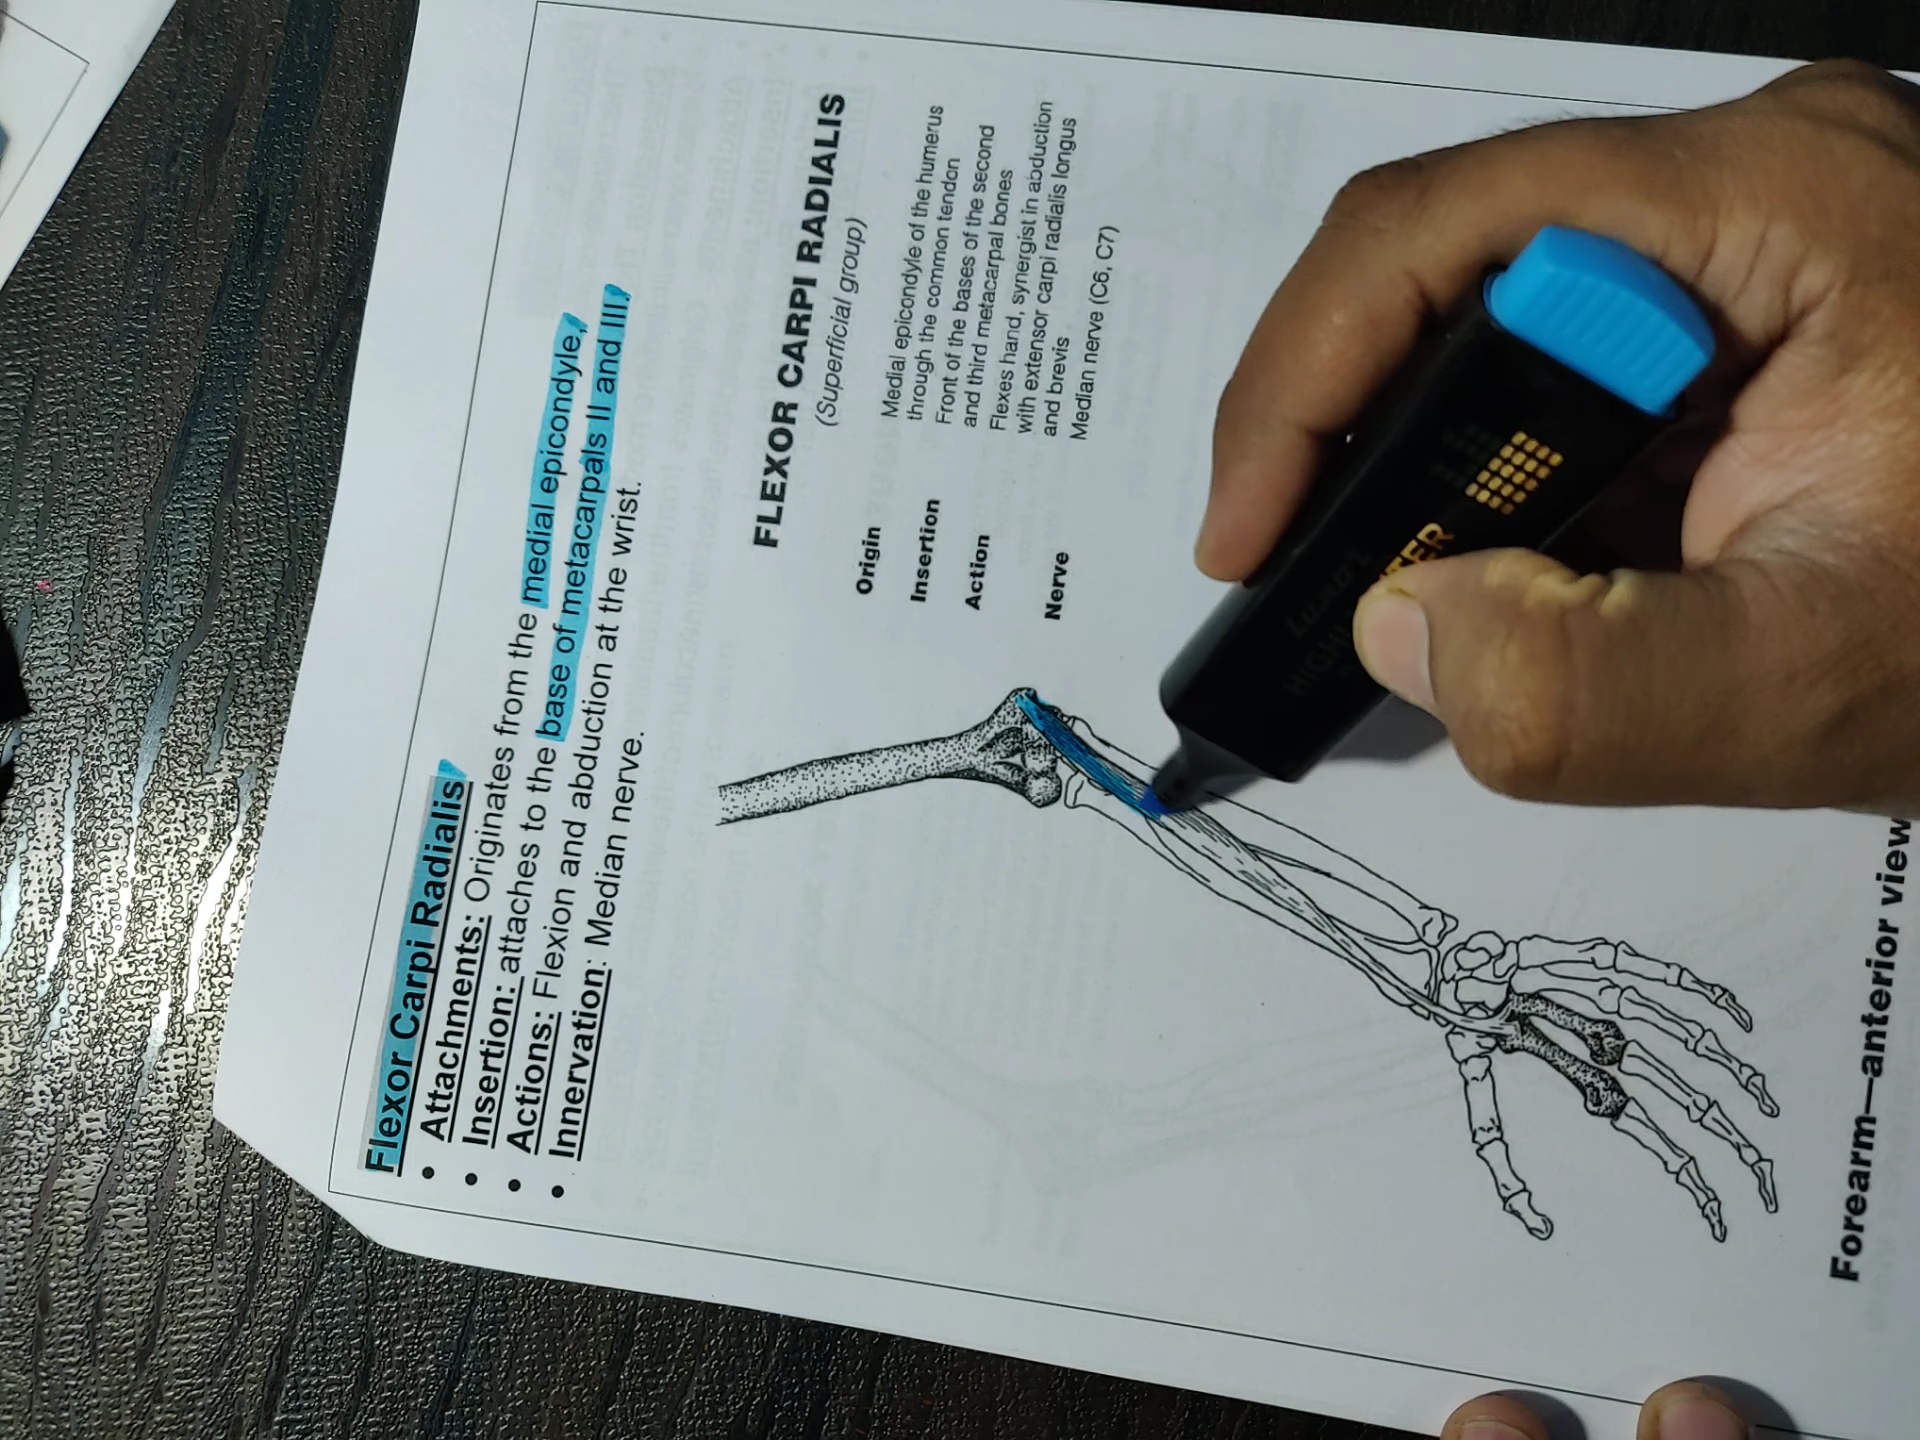 Flexor Carpi Radialis
• Attachments: Originates from the medial epicondyle,
• Insertion: attaches to the base of metacarpals II and III.
• Actions: Flexion and abduction at the wrist.
• Innervation: Median nerve.
FLEXOR CARPI RADIALIS
(Superficial group)
Origin Medial epicondyle of the humerus
through the common tendon
Insertion Front of the bases of the second
and third metacarpal bones
Action Flexes hand, synergist in abduction
with extensor carpi radialis longus
and brevis
Nerve Median nerve (C6, C7)
Forearm—anterior view